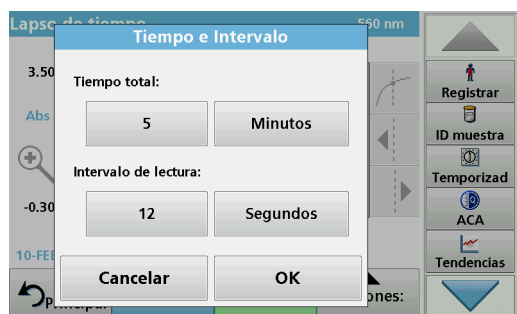 Lapso de tiempo 560 nm
Tiempo e Intervalo
3.50
Tiempo total:
Registrar
Abs
5 Minutos
ID muestra
Intervalo de lectura:
Temporizad
-0.30
12 Segundos
ACA
10-FEB
Tendencias
Cancelar OK
Principal
ones: